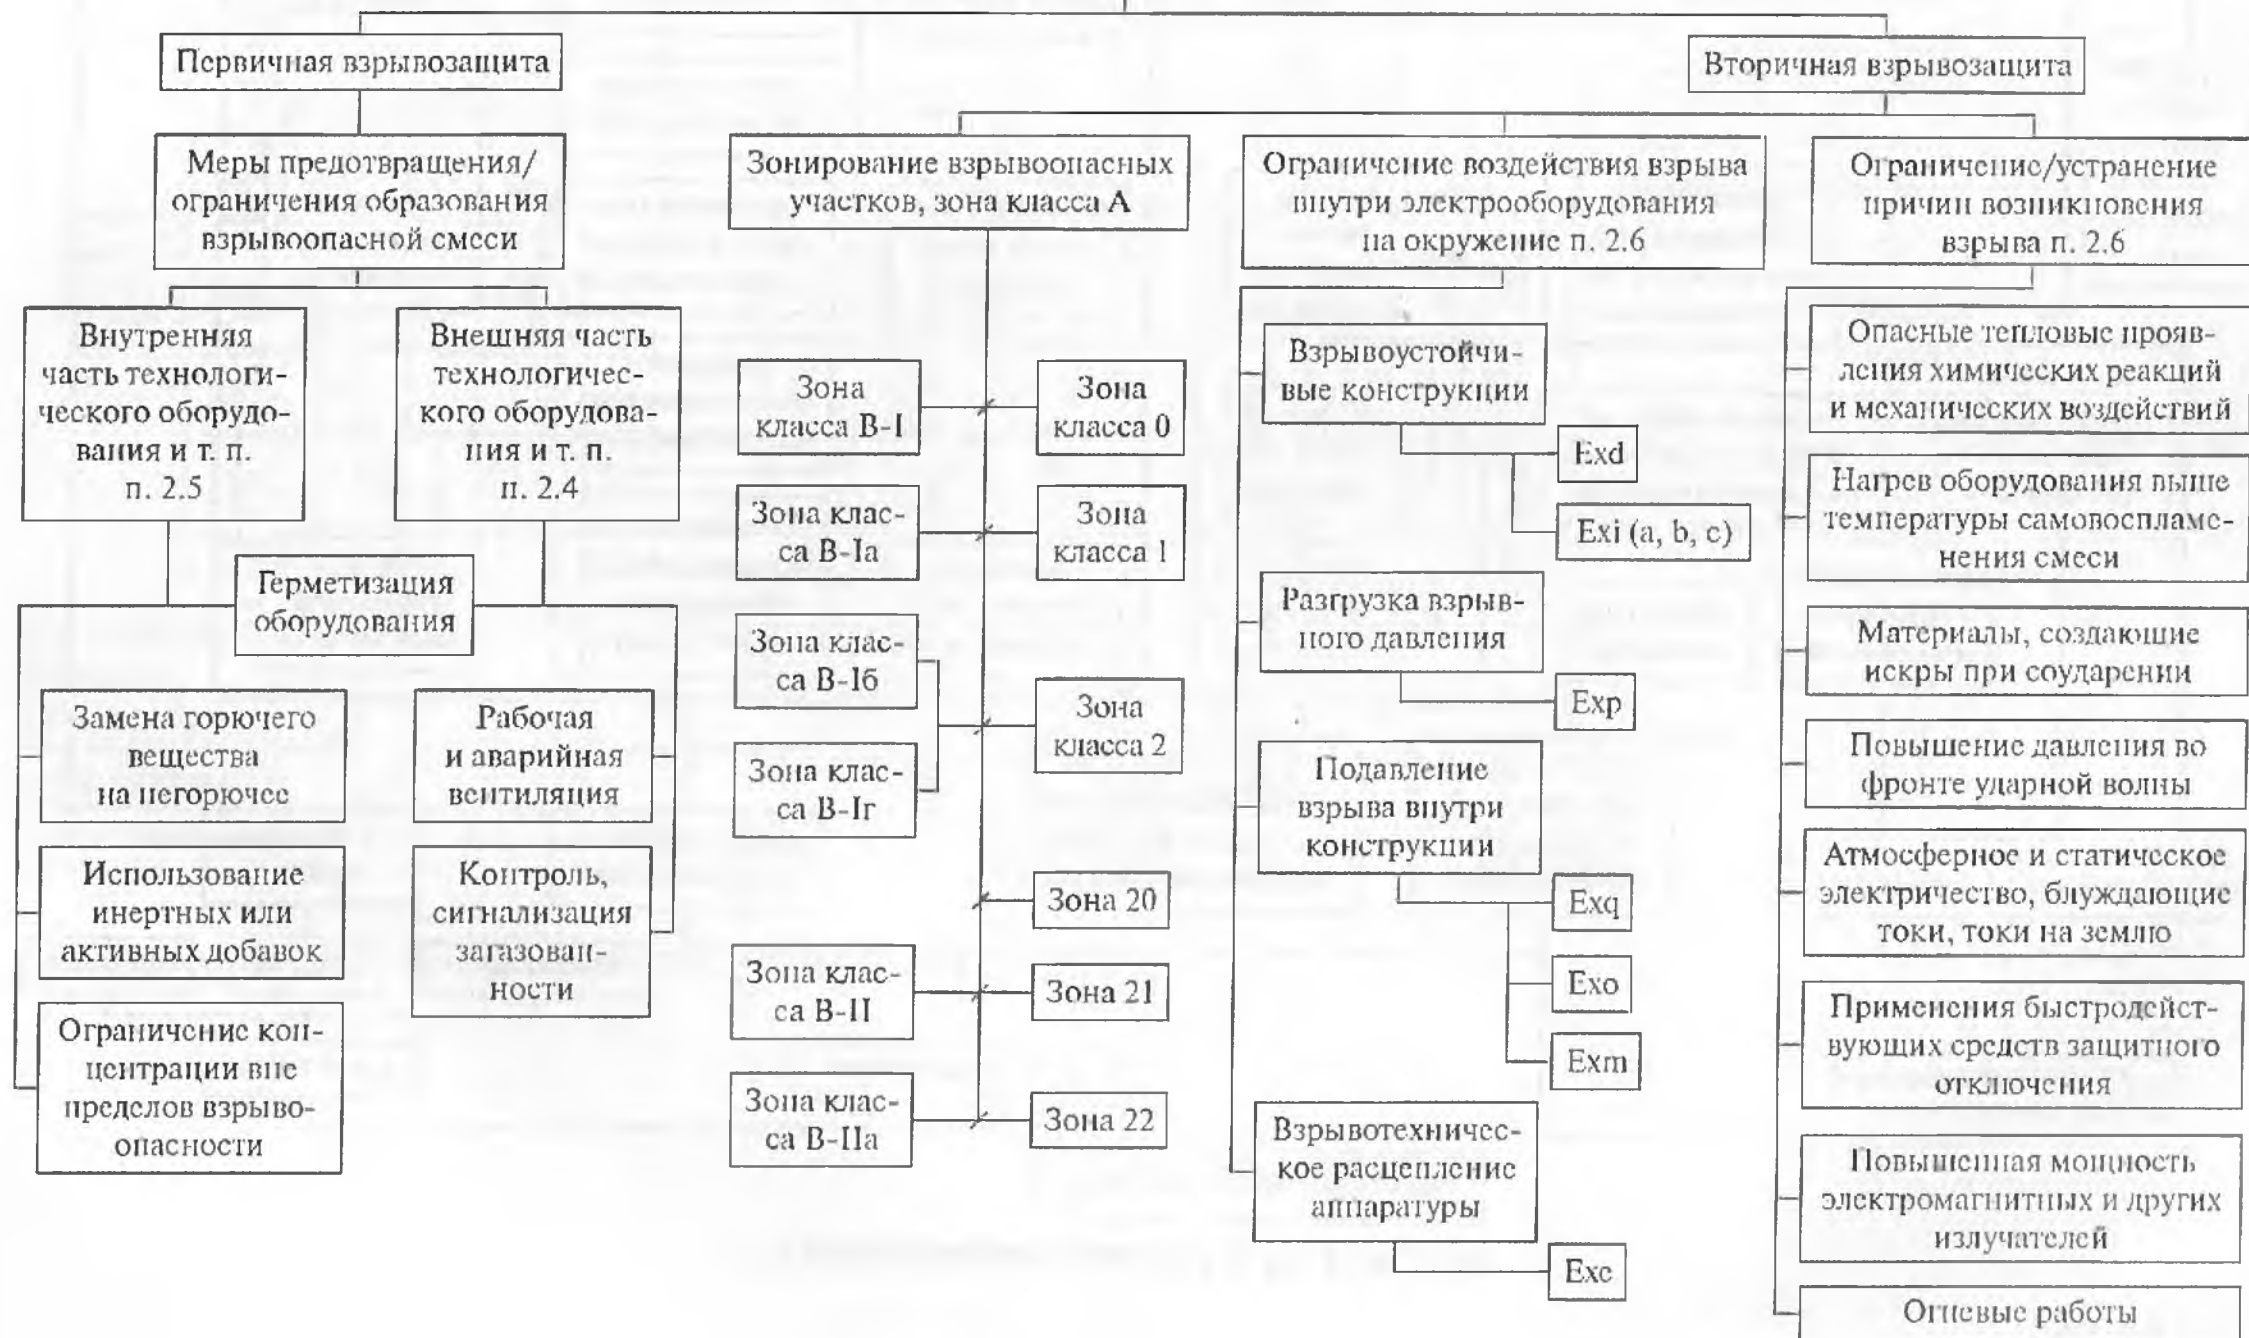 Первичная взрывозащита
Вторичная взрывозащита
Меры предотвращения/
ограничения образования
взрывоопасной смеси
Зонирование взрывоопасных
участков, зона класса А
Ограничение воздействия взрыва
внутри электрооборудования
на окружение п. 2.6
Ограничение/устранение
причин возникновения
взрыва п. 2.6
Внутренняя
часть технологи-
ческого оборудо-
вания и т. п.
п. 2.5
Внешняя часть
технологичес-
кого оборудова-
ния и т. п.
п. 2.4
Герметизация
оборудования
Замена горючего
вещества
на негорючее
Использование
инертных или
активных добавок
Ограничение кон-
центрации вне
пределов взрыво-
опасности
Рабочая
и аварийная
вентиляция
Контроль,
сигнализация
загазован-
ности
Зона
класса В-I
Зона
класса 0
Зона клас-
са В-Iа
Зона
класса 1
Зона клас-
са В-Iб
Зона клас-
са В-Iг
Зона
класса 2
Зона 20
Зона клас-
са В-II
Зона 21
Зона клас-
са В-IIа
Зона 22
Взрывоустойчи-
вые конструкции
Exd
Exi (a, b, c)
Разгрузка взрыв-
ного давления
Exp
Подавление
взрыва внутри
конструкции
Exq
Exo
Exm
Взрывотехничес-
кое расцепление
аппаратуры
Exe
Опасные тепловые прояв-
ления химических реакций
и механических воздействий
Нагрев оборудования выше
температуры самовоспламе-
нения смеси
Материалы, создающие
искры при соударении
Повышение давления во
фронте ударной волны
Атмосферное и статическое
электричество, блуждающие
токи, токи на землю
Применения быстродейст-
вующих средств защитного
отключения
Повышенная мощность
электромагнитных и других
излучателей
Огневые работы